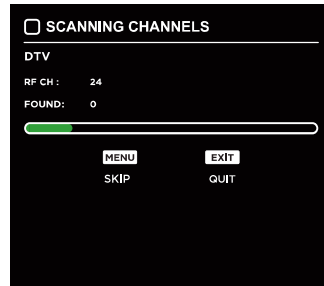 SCANNING CHANNELS
DTV
RF CH : 24
FOUND: 0
MENU EXIT
SKIP QUIT